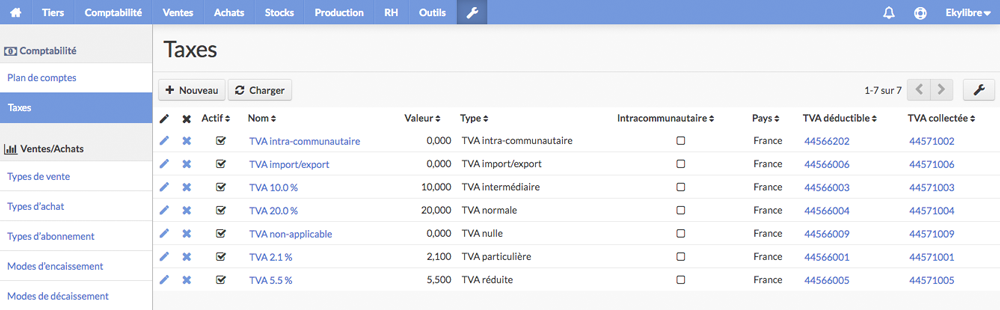 Tiers Comptabilité Ventes Achats Stocks Production RH Outils Ekylibre
Comptabilité
Plan de comptes
Taxes
Ventes/Achats
Types de vente
Types d'achat
Types d'abonnement
Modes d'encaissement
Modes de décaissement
Taxes
Nouveau Charger 1-7 sur 7
Actif Nom Valeur Type Intracommunautaire Pays TVA déductible TVA collectée
TVA intra-communautaire 0,000 TVA intra-communautaire France 44566202 44571002
TVA import/export 0,000 TVA import/export France 44566006 44571006
TVA 10.0 % 10,000 TVA intermédiaire France 44566003 44571003
TVA 20.0 % 20,000 TVA normale France 44566004 44571004
TVA non-applicable 0,000 TVA nulle France 44566009 44571009
TVA 2.1 % 2,100 TVA particulière France 44566001 44571001
TVA 5.5 % 5,500 TVA réduite France 44566005 44571005